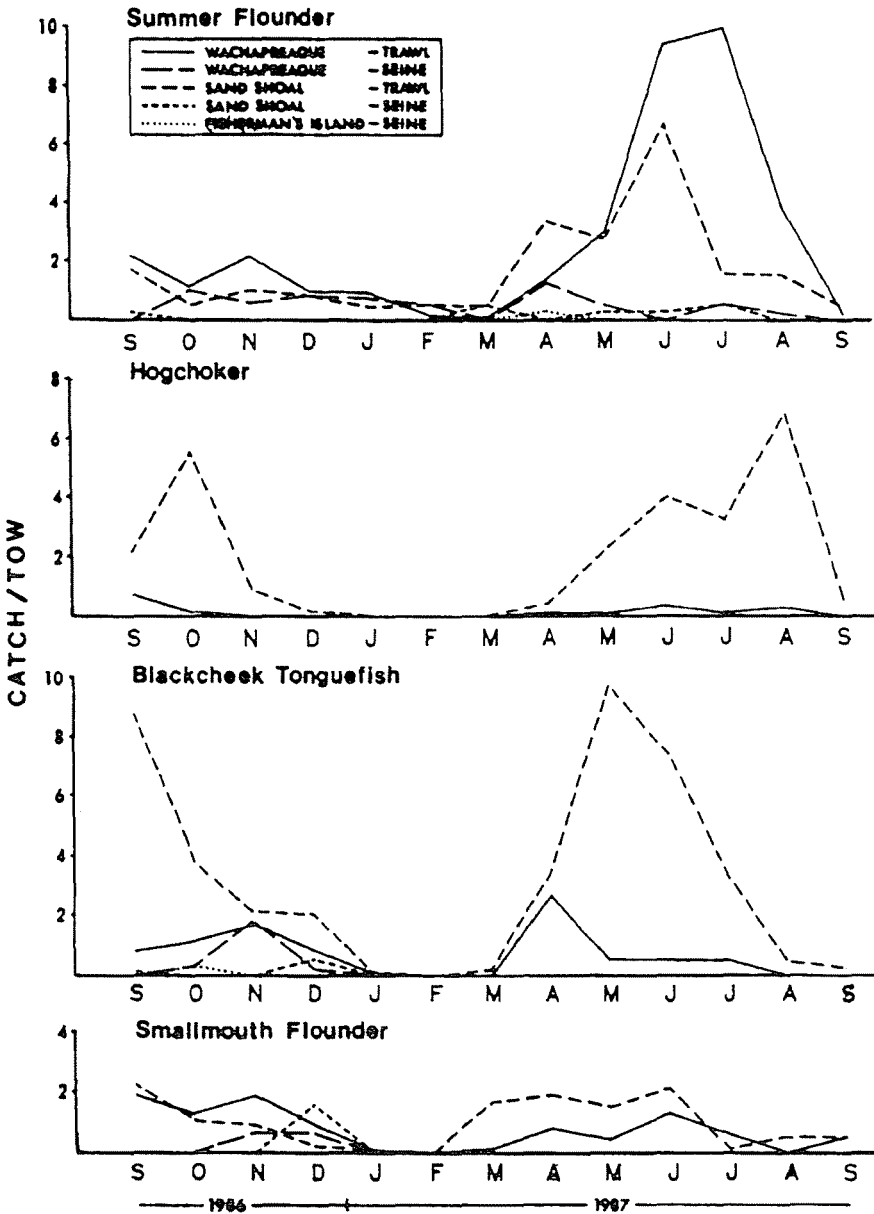 Summer Flounder
WACHAPREAGUE - TRAWL
WACHAPREAGUE - SEINE
SAND SHOAL - TRAWL
SAND SHOAL - SEINE
FISHERMAN'S ISLAND - SEINE
10
8
6
4
2
S O N D J F M A M J J A S
Hogchoker
8
6
4
2
S O N D J F M A M J J A S
CATCH/TOW
Blackcheek Tonguefish
10
8
6
4
2
S O N D J F M A M J J A S
Smallmouth Flounder
4
2
S O N D J F M A M J J A S
1986 1987